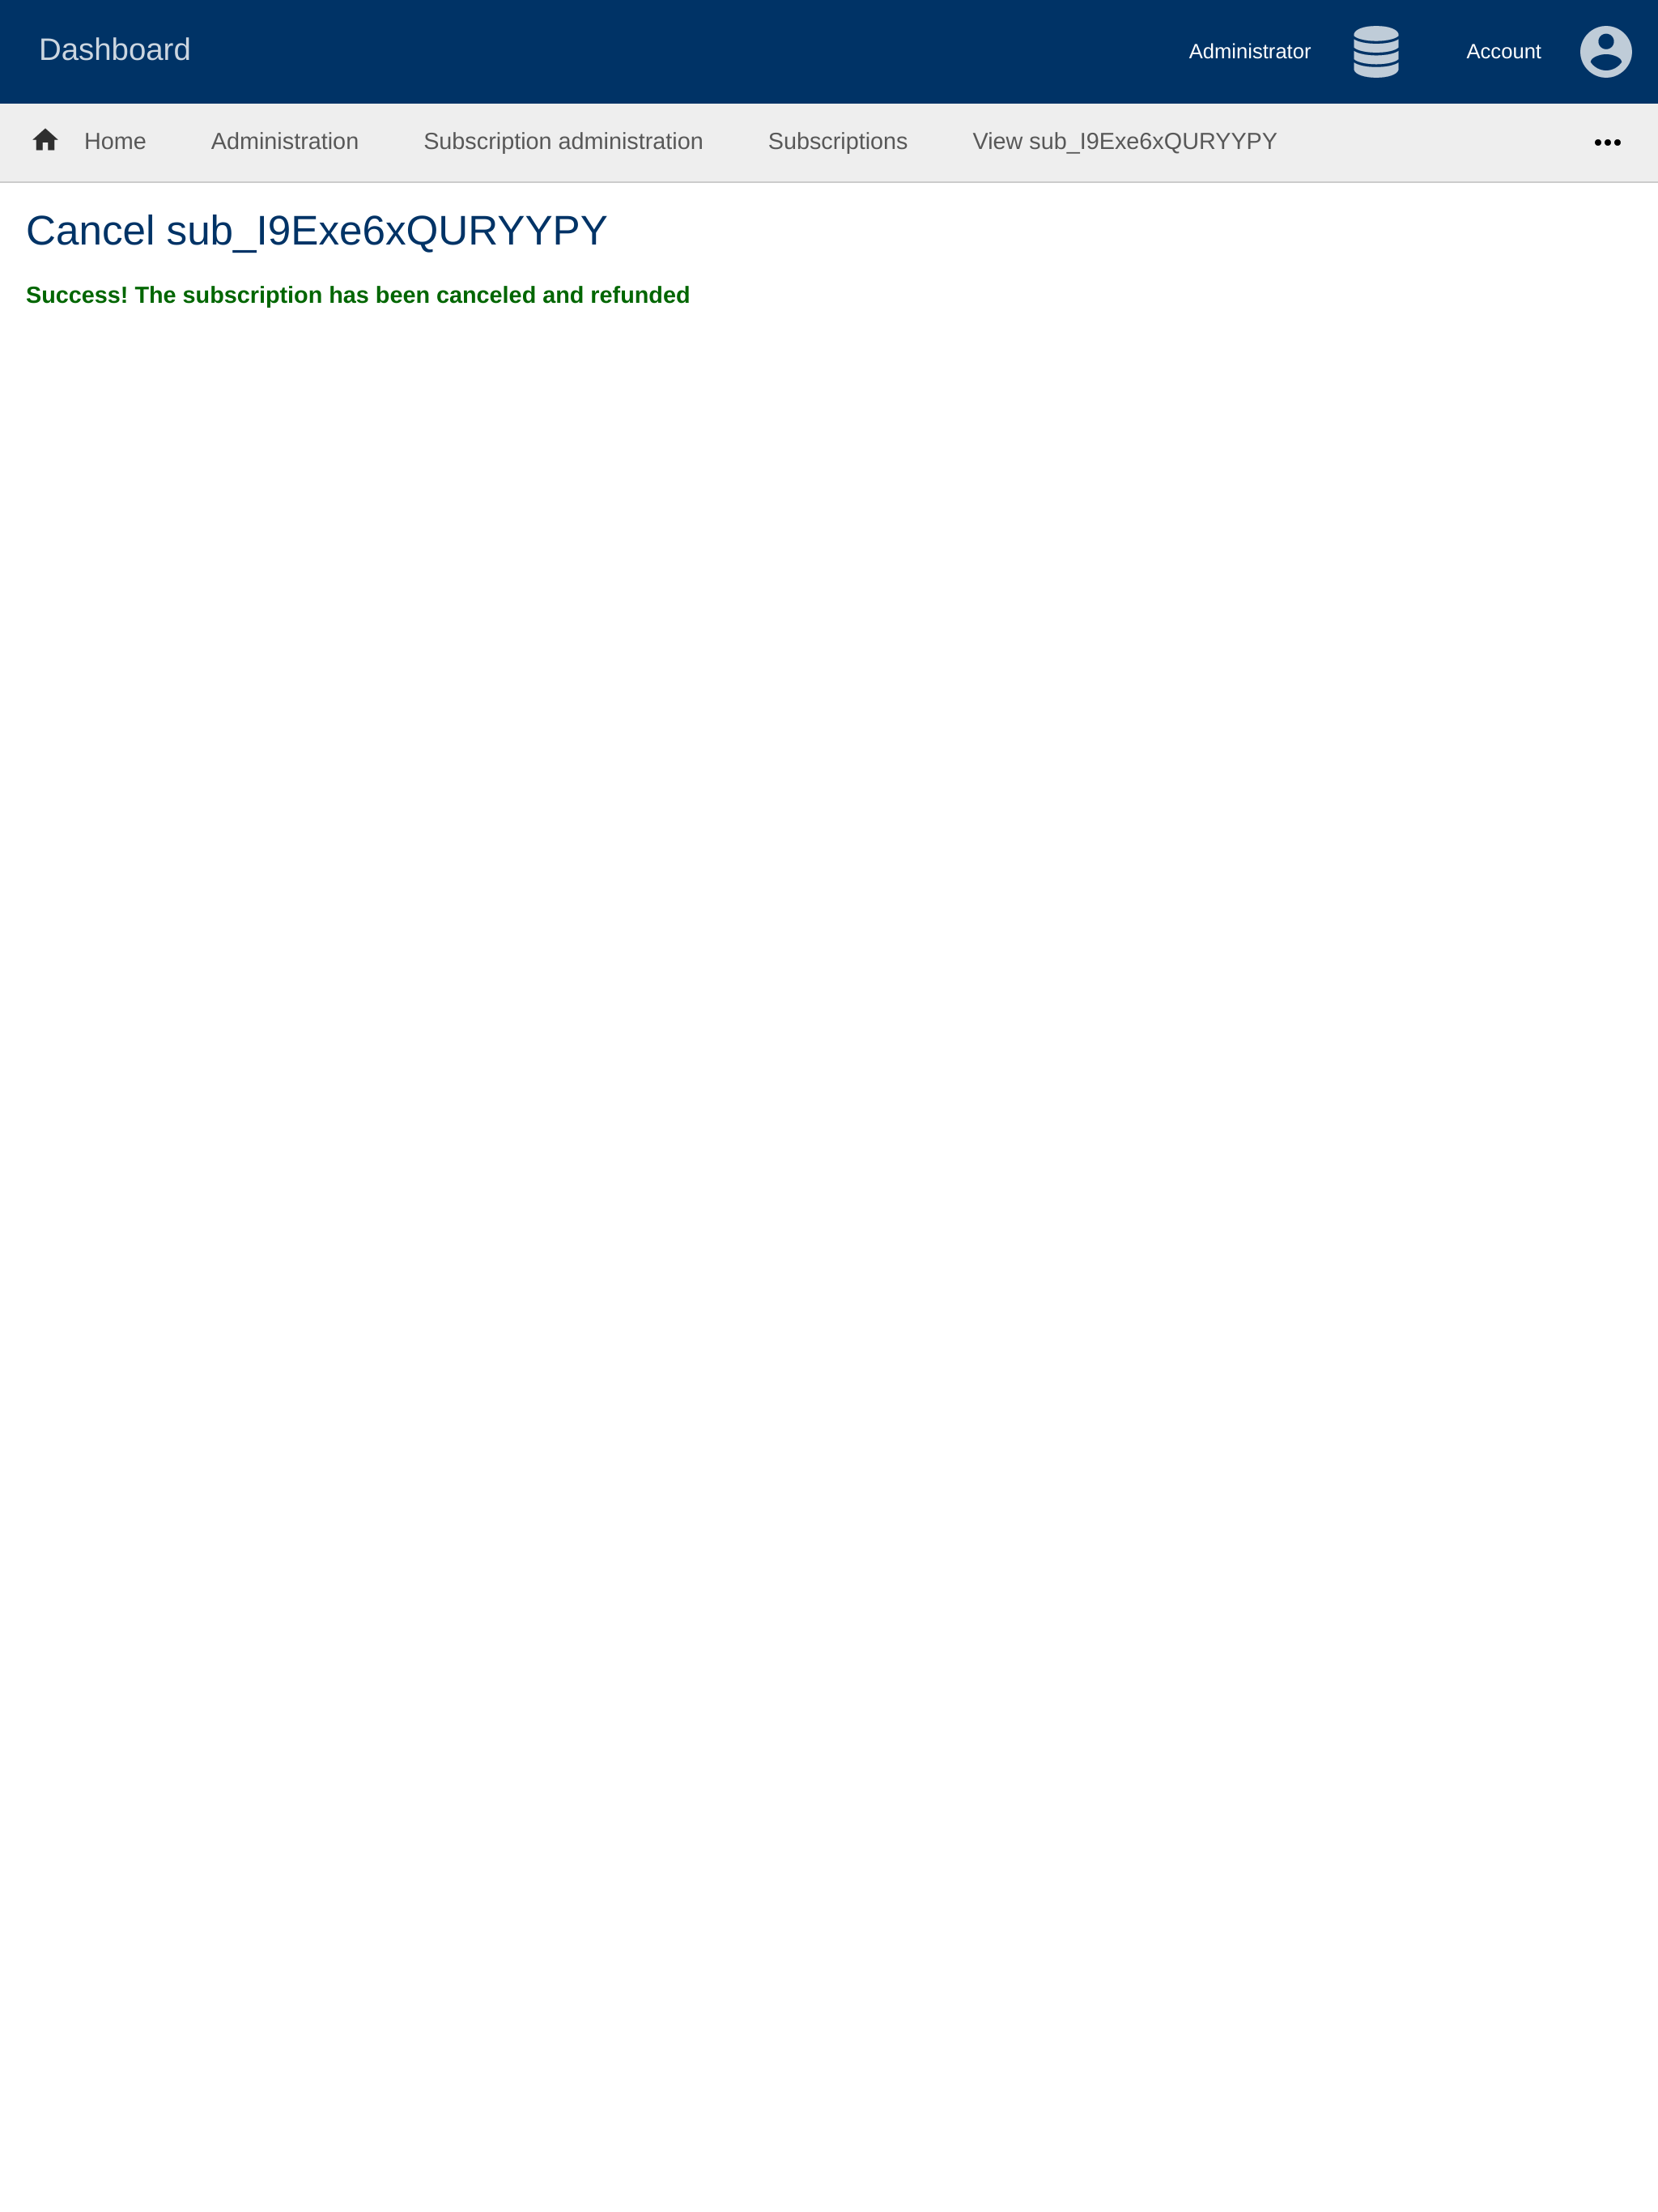 Dashboard
Administrator
Account
Home
Administration
Subscription administration
Subscriptions
View sub_I9Exe6xQURYYPY
Cancel sub_I9Exe6xQURYYPY
Success! The subscription has been canceled and refunded